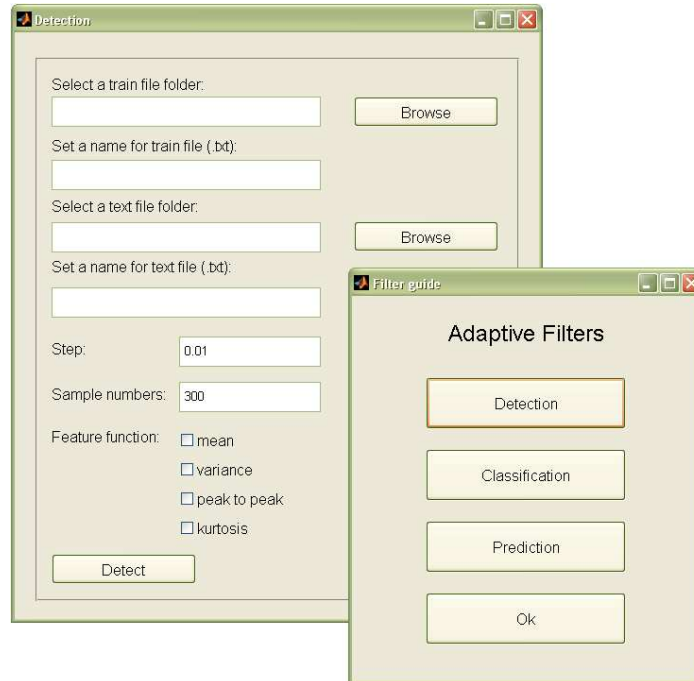 Detection
Select a train file folder:
Browse
Set a name for train file (.txt):
Select a text file folder:
Browse
Set a name for text file (.txt):
Step:
0.01
Sample numbers:
300
Feature function:
mean
variance
peak to peak
kurtosis
Detect
Filter guide
Adaptive Filters
Detection
Classification
Prediction
Ok